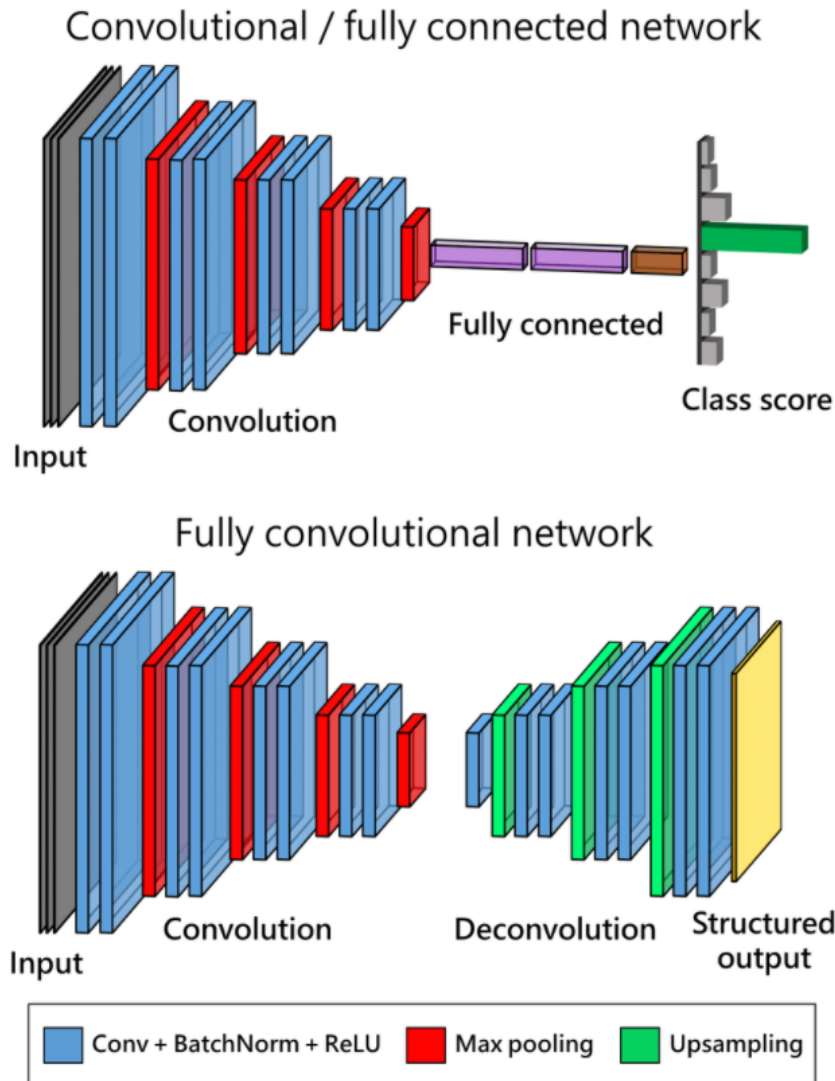 Convolutional / fully connected network
Fully connected
Class score
Convolution
Input
Fully convolutional network
Convolution
Deconvolution
Structured
output
Input
Conv + BatchNorm + ReLU
Max pooling
Upsampling